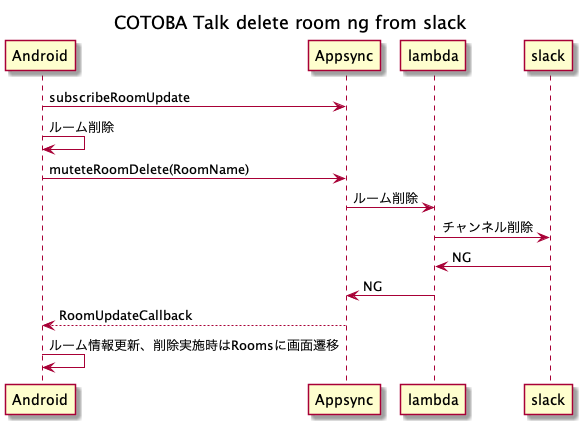 COTOBA Talk delete room ng from slack
Android Appsync lambda slack
subscribeRoomUpdate
ルーム削除
muteteRoomDelete(RoomName)
ルーム削除
チャンネル削除
NG
NG
RoomUpdateCallback
ルーム情報更新、削除実施時はRoomsに画面遷移
Android Appsync lambda slack